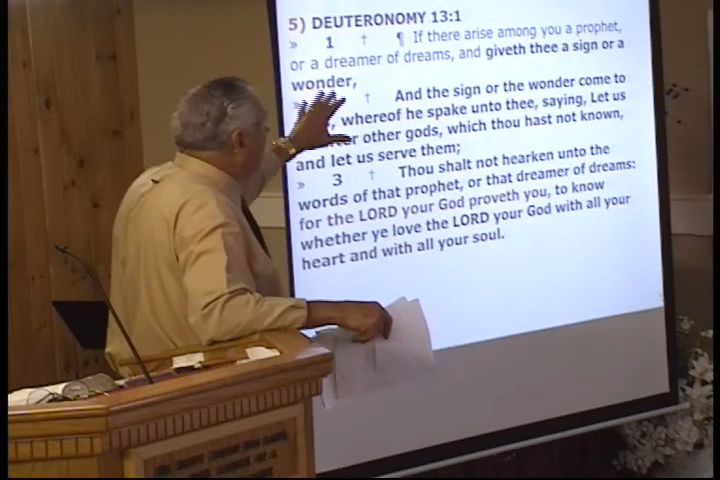 5) DEUTERONOMY 13:1
» 1 † ¶ If there arise among you a prophet,
or a dreamer of dreams, and giveth thee a sign or a
wonder,
» † And the sign or the wonder come to
, whereof he spake unto thee, saying, Let us
other gods, which thou hast not known,
and let us serve them;
» 3 † Thou shalt not hearken unto the
words of that prophet, or that dreamer of dreams:
for the LORD your God proveth you, to know
whether ye love the LORD your God with all your
heart and with all your soul.